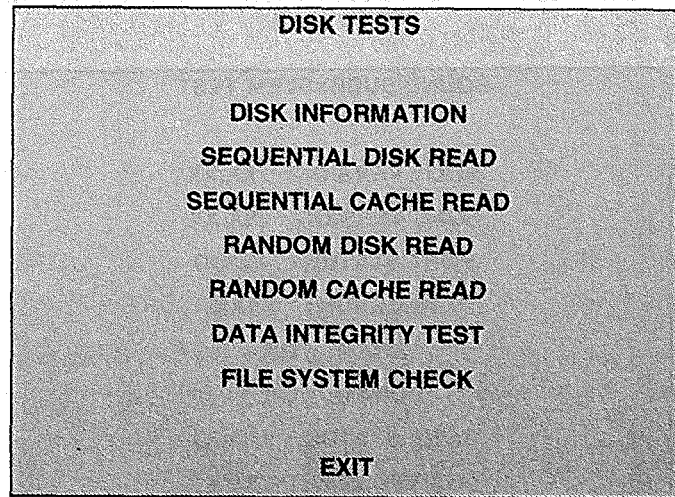 DISK TESTS
DISK INFORMATION
SEQUENTIAL DISK READ
SEQUENTIAL CACHE READ
RANDOM DISK READ
RANDOM CACHE READ
DATA INTEGRITY TEST
FILE SYSTEM CHECK
EXIT